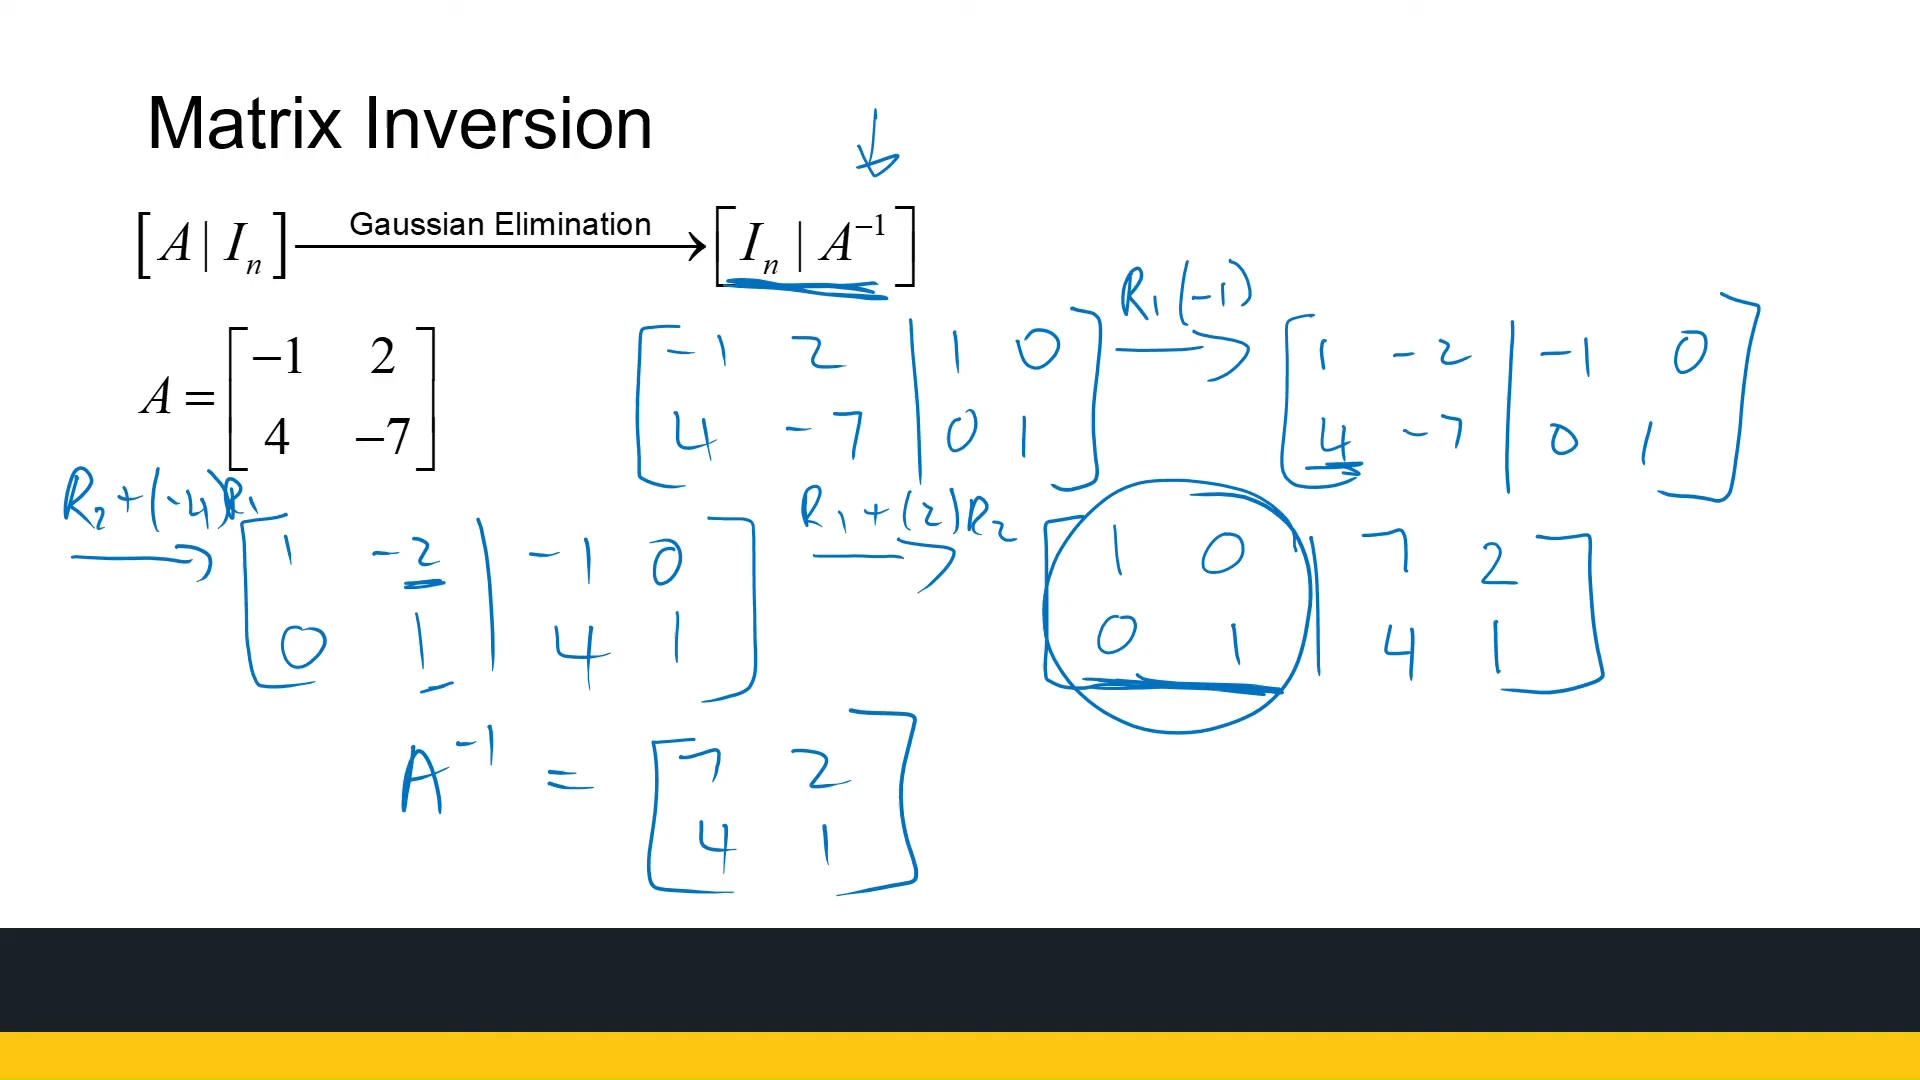 Matrix Inversion
[A | Iₙ] Gaussian Elimination → [Iₙ | A⁻¹]
A = [−1 2
4 −7]
[-1 2 | 1 0
4 -7 | 0 1]
R₁(-1) →
[1 -2 | -1 0
4 -7 | 0 1]
R₂+(-4)R₁ →
[1 -2 | -1 0
0 1 | 4 1]
R₁+(2)R₂ →
[1 0 | 7 2
0 1 | 4 1]
A⁻¹ = [7 2
4 1]